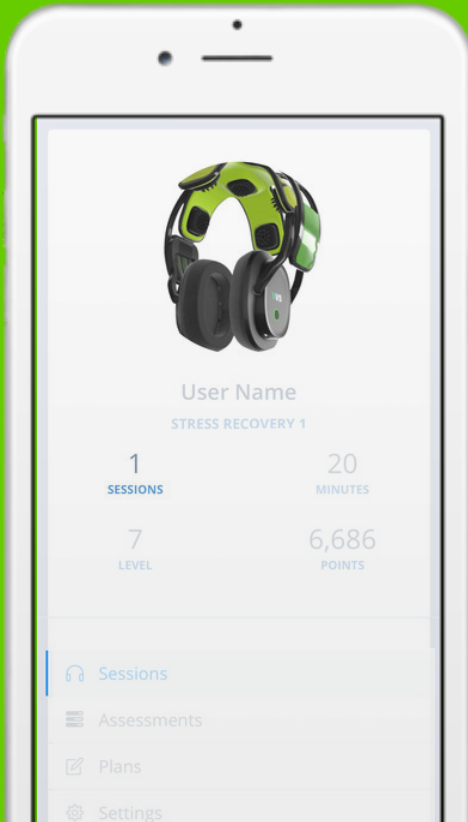 User Name
STRESS RECOVERY 1
1 20
SESSIONS MINUTES
7 6,686
LEVEL POINTS
Sessions
Assessments
Plans
Settings